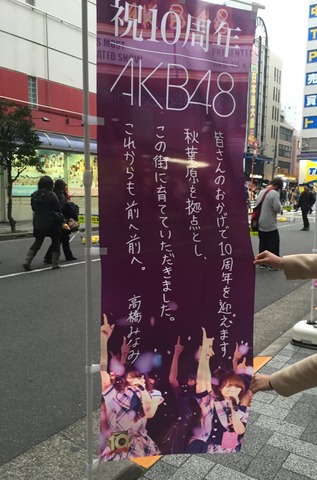 祝10周年
AKB48
皆さんのおかげで10周年を迎えます。
秋葉原を拠点とし、
この街に育てていただきました。
これからも前へ前へ。
高橋みなみ